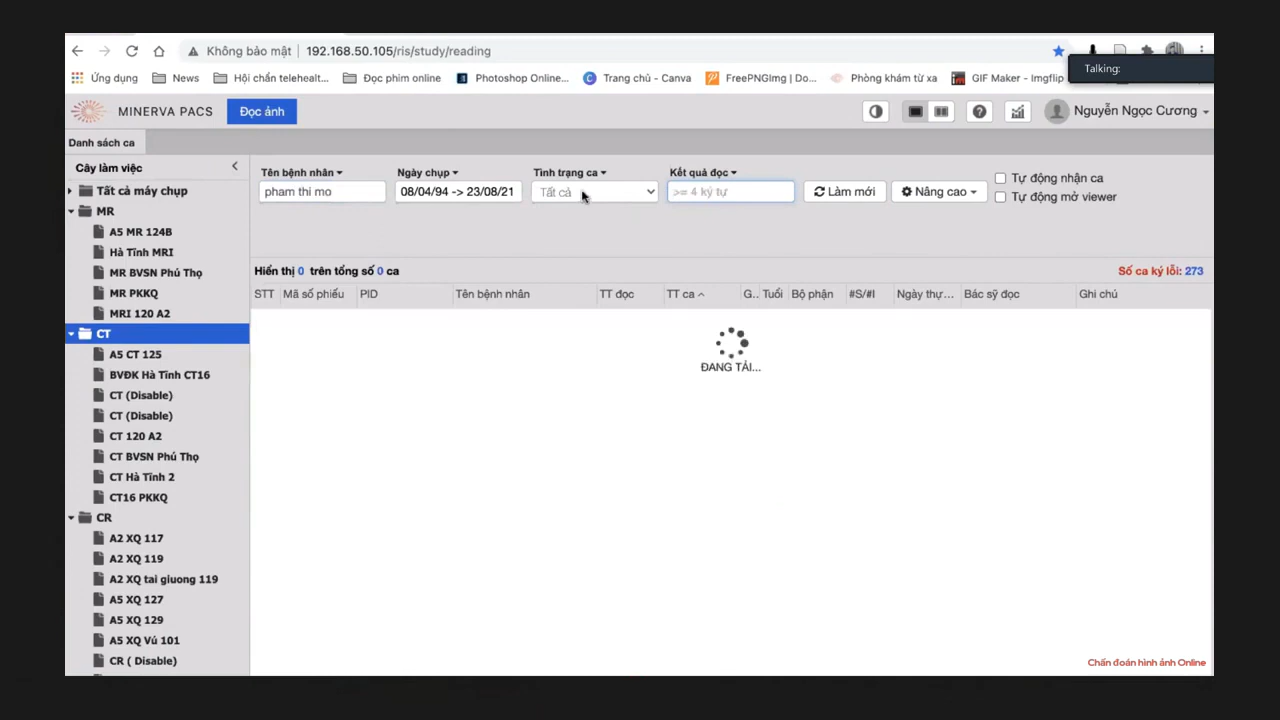 Không bảo mật | 192.168.50.105/ris/study/reading
Ứng dụng News Hội chẩn telehealt... Đọc phim online Photoshop Online... Trang chủ - Canva FreePNGImg | Do... Phòng khám từ xa GIF Maker - Imgflip
Talking:
MINERVA PACS Đọc ảnh Nguyễn Ngọc Cương
Danh sách ca
Cây làm việc
Tên bệnh nhân Ngày chụp Tình trạng ca Kết quả đọc
pham thi mo 08/04/94 -> 23/08/21 Tất cả >= 4 ký tự Làm mới Nâng cao
Tự động nhận ca
Tự động mở viewer
Tất cả máy chụp
MR
A5 MR 124B
Hà Tĩnh MRI
MR BVSN Phú Thọ
MR PKKQ
MRI 120 A2
CT
A5 CT 125
BVĐK Hà Tĩnh CT16
CT (Disable)
CT (Disable)
CT 120 A2
CT BVSN Phú Thọ
CT Hà Tĩnh 2
CT16 PKKQ
CR
A2 XQ 117
A2 XQ 119
A2 XQ tai giuong 119
A5 XQ 127
A5 XQ 129
A5 XQ Vú 101
CR ( Disable)
Hiển thị 0 trên tổng số 0 ca
Số ca ký lỗi: 273
STT Mã số phiếu PID Tên bệnh nhân TT đọc TT ca G.. Tuổi Bộ phận #S/#I Ngày thự... Bác sỹ đọc Ghi chú
ĐANG TẢI...
Chẩn đoán hình ảnh Online